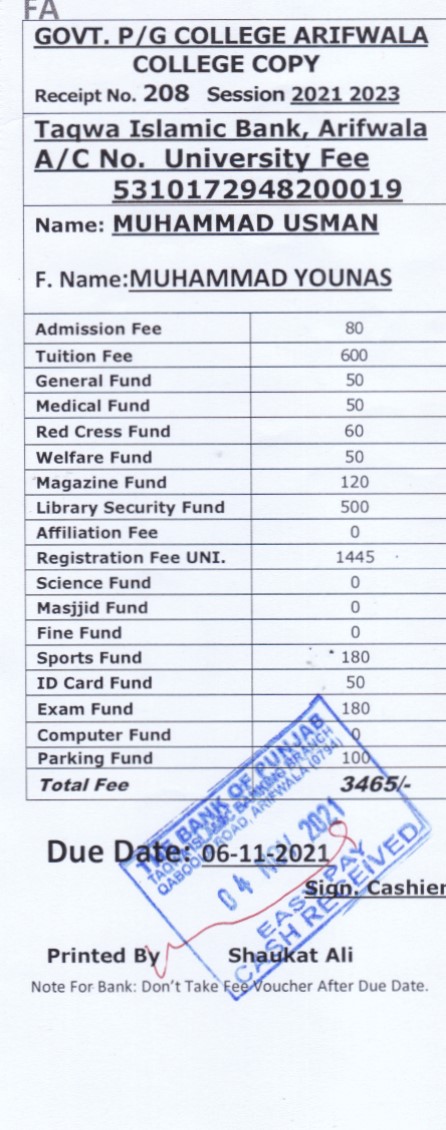 FA
GOVT. P/G COLLEGE ARIFWALA
COLLEGE COPY
Receipt No. 208 Session 2021 2023
Taqwa Islamic Bank, Arifwala
A/C No. University Fee
5310172948200019
Name: MUHAMMAD USMAN
F. Name:MUHAMMAD YOUNAS
Admission Fee 80
Tuition Fee 600
General Fund 50
Medical Fund 50
Red Cress Fund 60
Welfare Fund 50
Magazine Fund 120
Library Security Fund 500
Affiliation Fee 0
Registration Fee UNI. 1445
Science Fund 0
Masjjid Fund 0
Fine Fund 0
Sports Fund 180
ID Card Fund 50
Exam Fund 180
Computer Fund 0
Parking Fund 100
Total Fee 3465/-
THE BANK OF PUNJAB
TAQWA ISLAMIC BANKING BRANCH
QABOOLA ROAD, ARIFWALA (0794)
04 NOV 2021
EASY PAY
CASH RECEIVED
Due Date: 06-11-2021
Sign. Cashier
Printed By Shaukat Ali
Note For Bank: Don't Take Fee Voucher After Due Date.